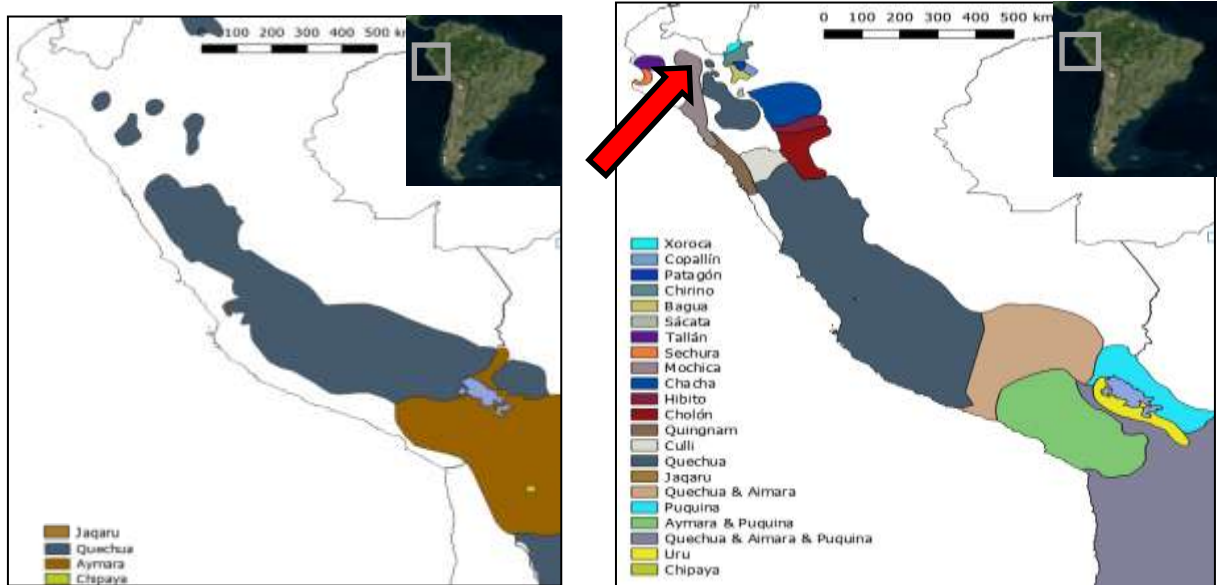 0 100 200 300 400 500 km
Jaqaru
Quechua
Aymara
Chipaya
0 100 200 300 400 500 km
Xoroca
Copallín
Patagón
Chirino
Bagua
Sácata
Tallán
Sechura
Mochica
Chacha
Hibito
Cholón
Quingnam
Culli
Quechua
Jaqaru
Quechua & Aimara
Puquina
Aymara & Puquina
Quechua & Aimara & Puquina
Uru
Chipaya